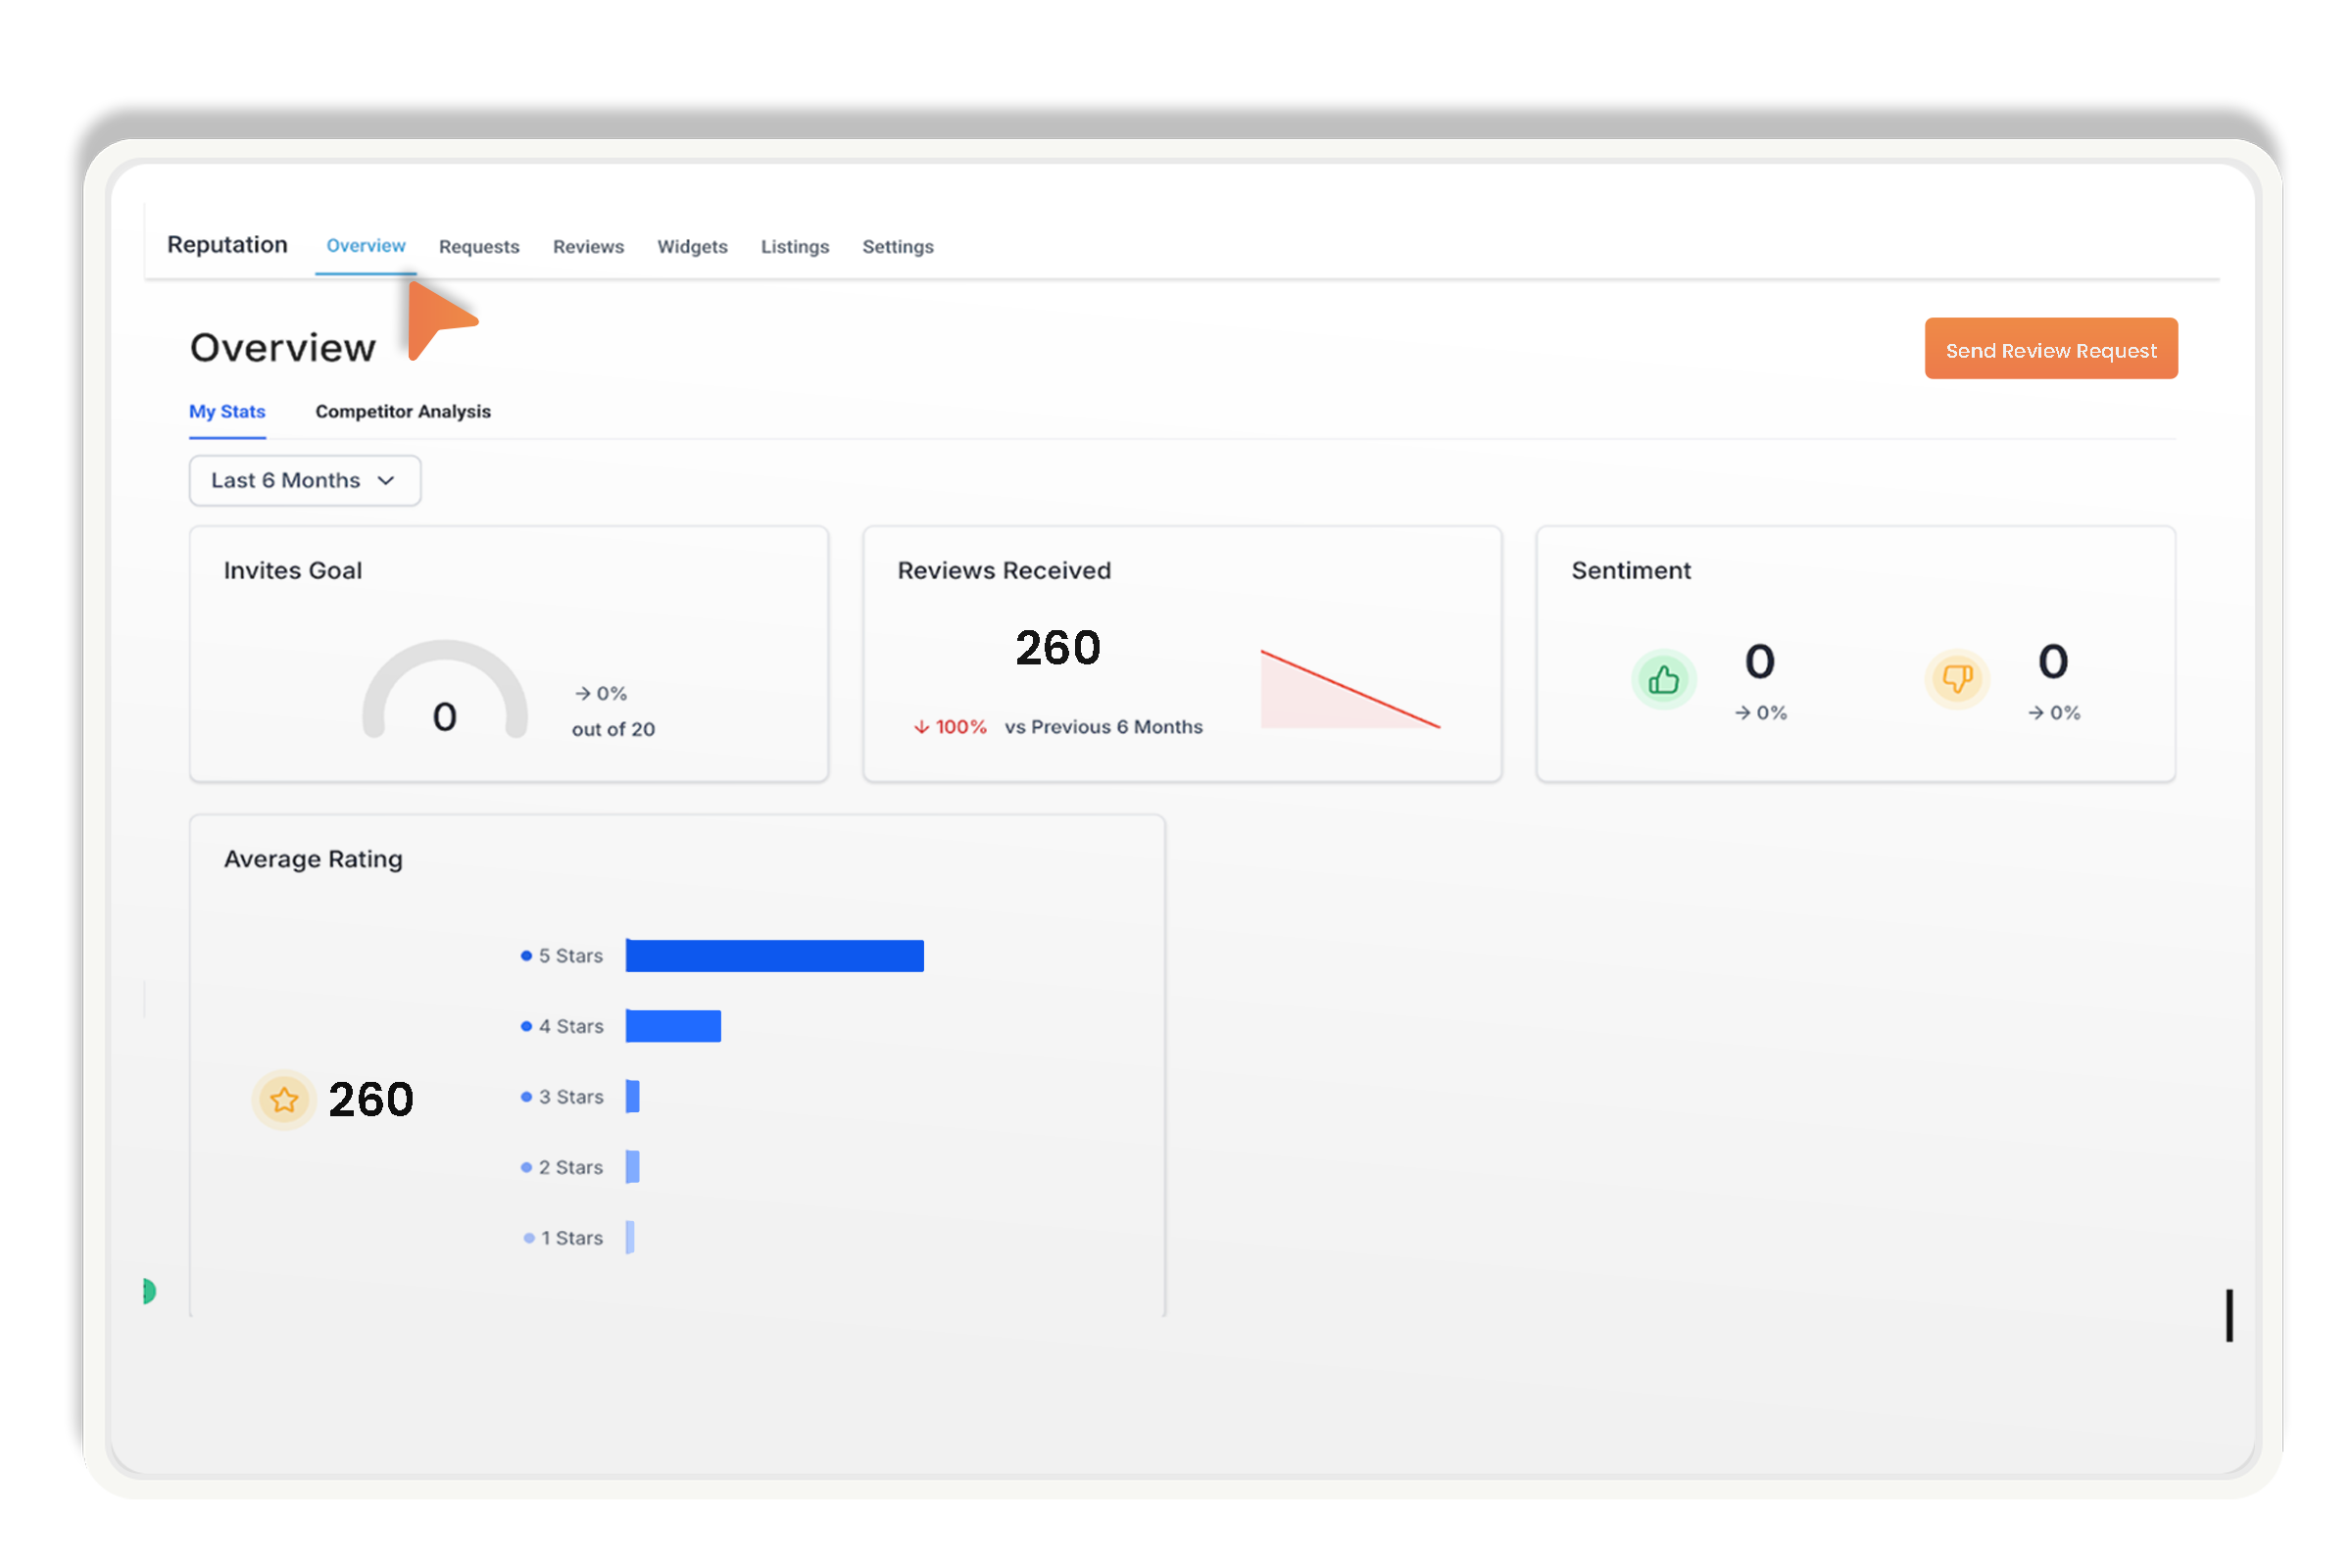 Reputation Overview Requests Reviews Widgets Listings Settings
Overview
Send Review Request
My Stats Competitor Analysis
Last 6 Months
Invites Goal
0
→ 0%
out of 20
Reviews Received
260
↓ 100% vs Previous 6 Months
Sentiment
0
→ 0%
0
→ 0%
Average Rating
260
5 Stars
4 Stars
3 Stars
2 Stars
1 Stars